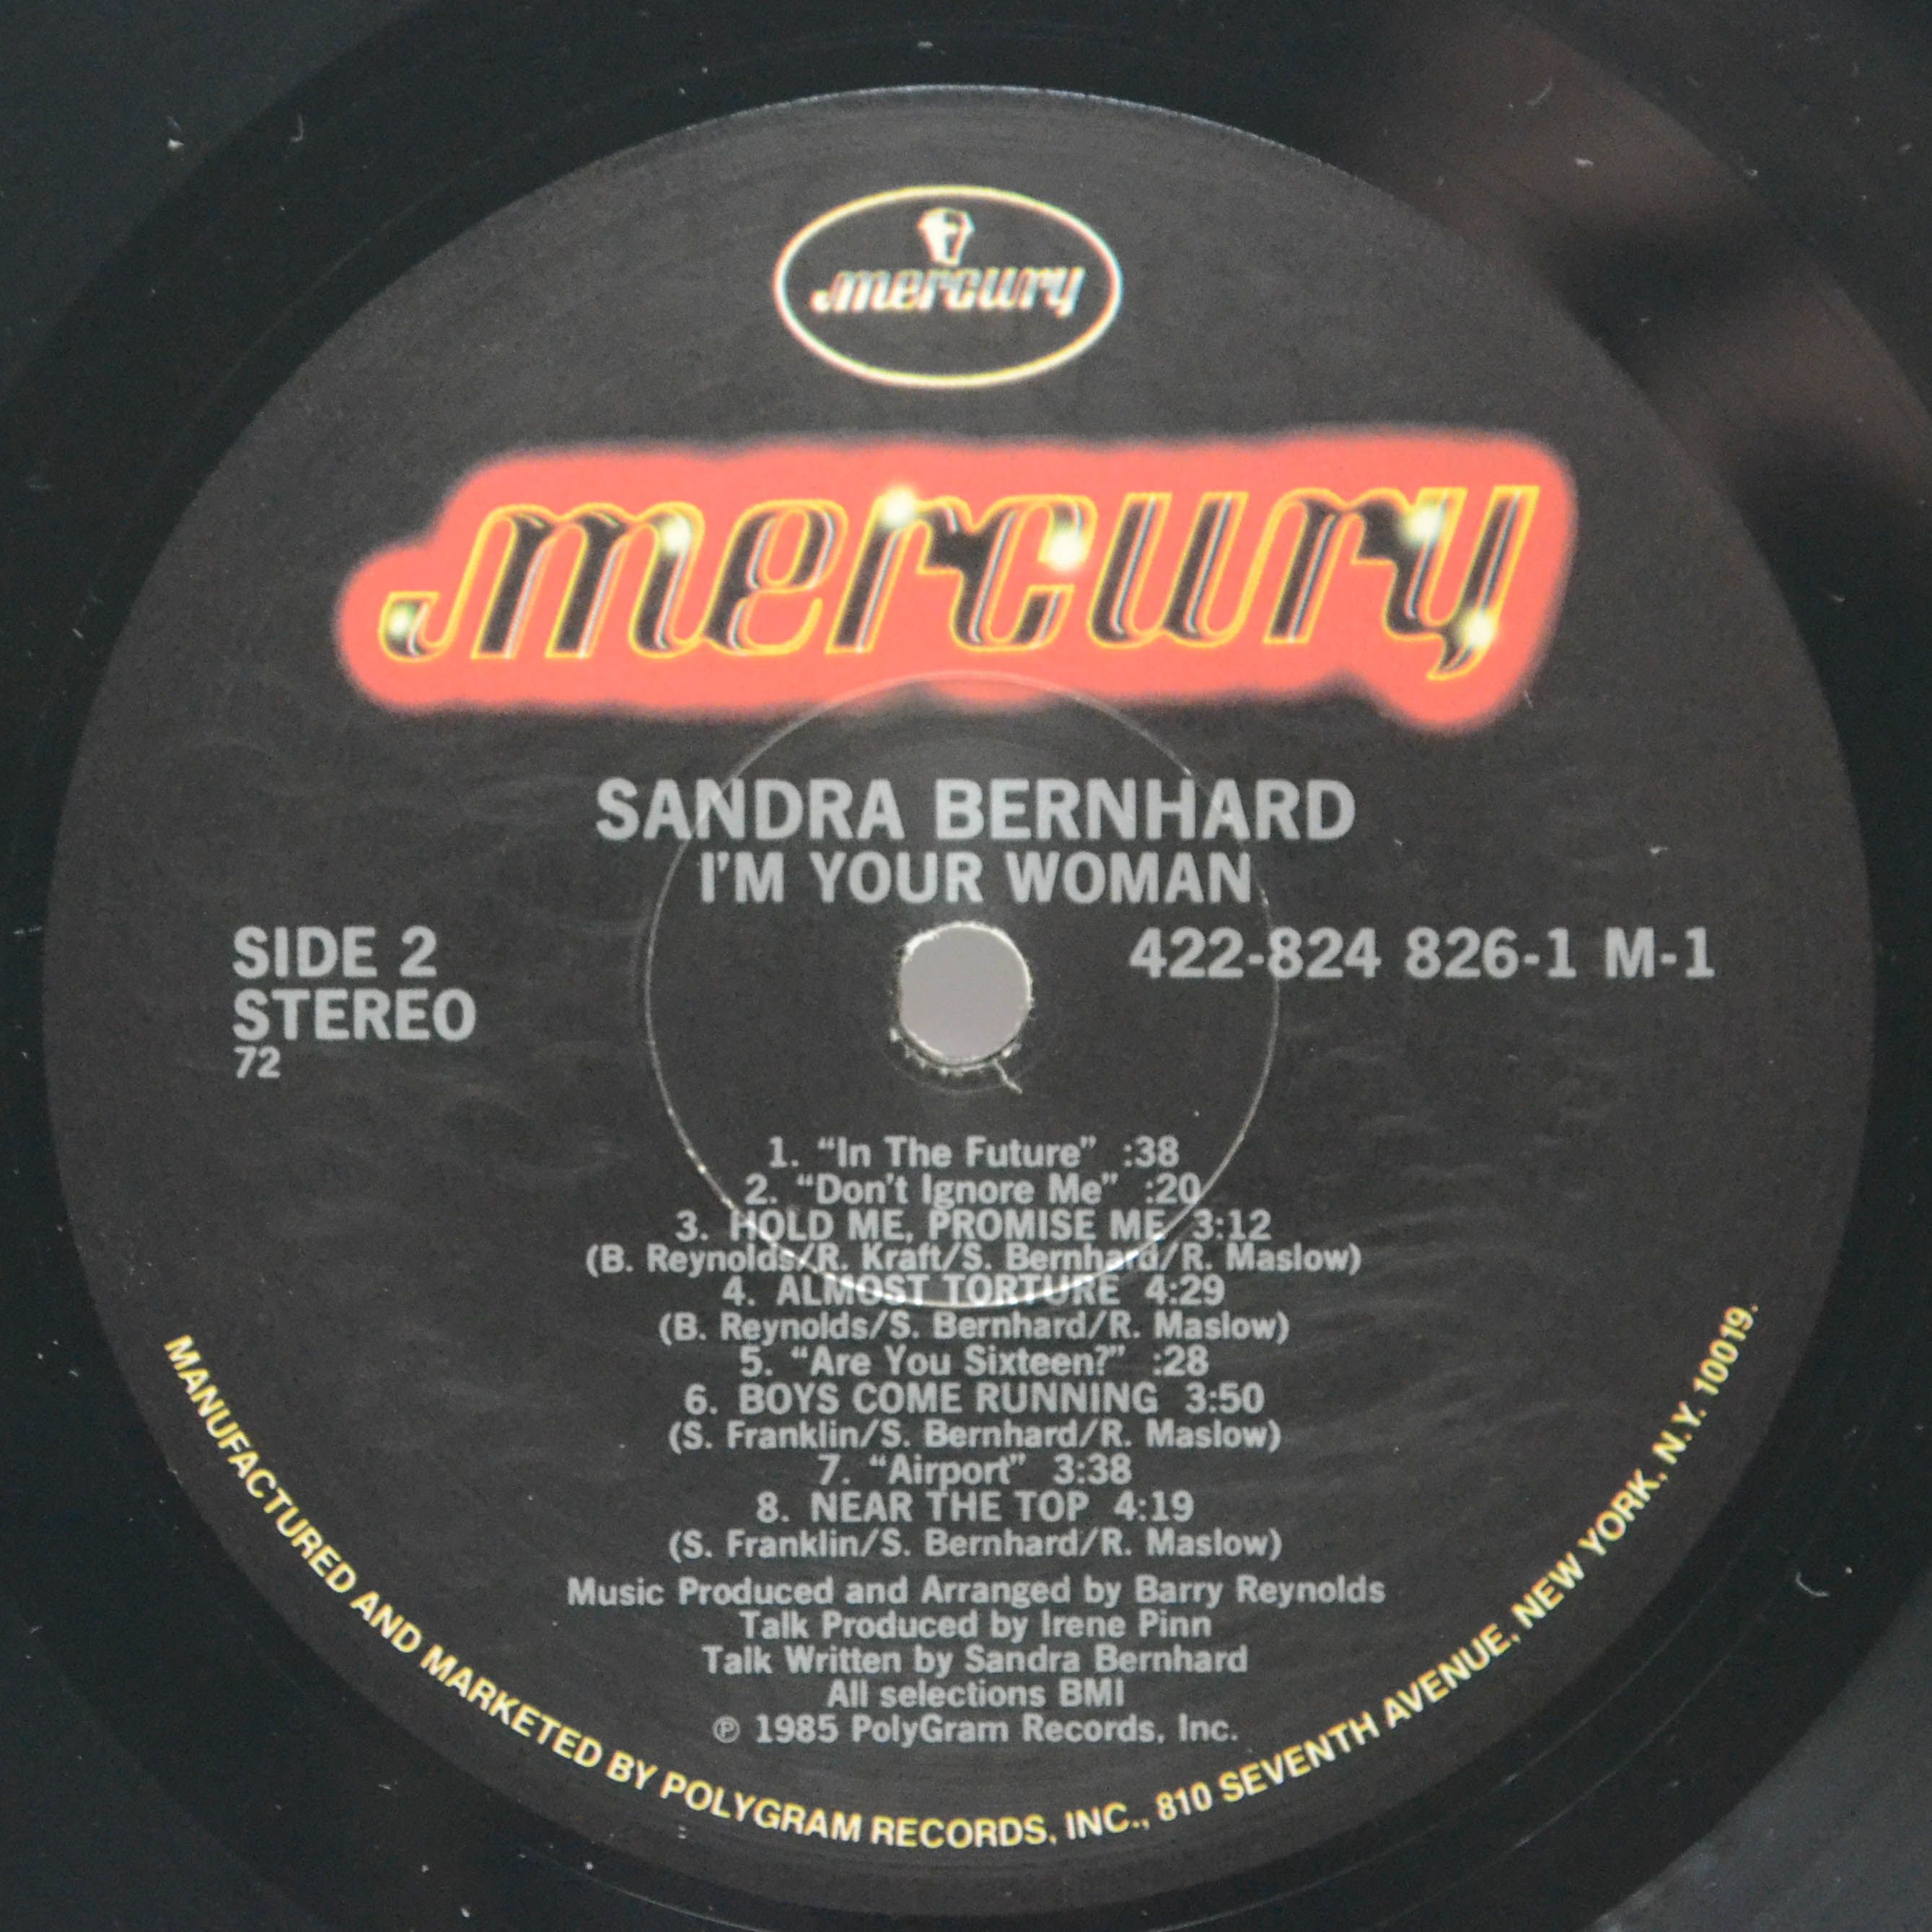 mercury
mercury
SANDRA BERNHARD
I'M YOUR WOMAN
SIDE 2
STEREO
72
422-824 826-1 M-1
1. “In The Future” :38
2. “Don't Ignore Me” :20
3. HOLD ME, PROMISE ME 3:12
(B. Reynolds/R. Kraft/S. Bernhard/R. Maslow)
4. ALMOST TORTURE 4:29
(B. Reynolds/S. Bernhard/R. Maslow)
5. “Are You Sixteen?” :28
6. BOYS COME RUNNING 3:50
(S. Franklin/S. Bernhard/R. Maslow)
7. “Airport” 3:38
8. NEAR THE TOP 4:19
(S. Franklin/S. Bernhard/R. Maslow)
Music Produced and Arranged by Barry Reynolds
Talk Produced by Irene Pinn
Talk Written by Sandra Bernhard
All selections BMI
℗ 1985 PolyGram Records, Inc.
MANUFACTURED AND MARKETED BY POLYGRAM RECORDS, INC., 810 SEVENTH AVENUE, NEW YORK, N.Y. 10019.